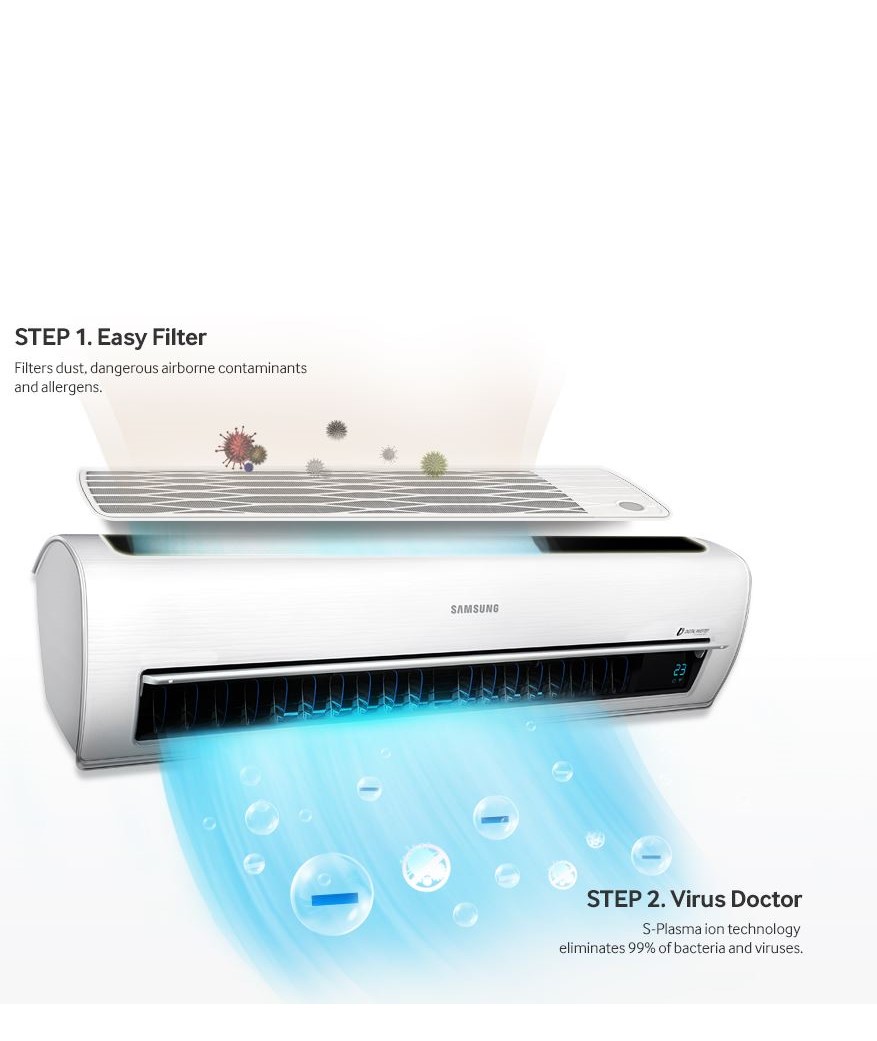 STEP 1. Easy Filter
Filters dust, dangerous airborne contaminants
and allergens.
SAMSUNG
23
STEP 2. Virus Doctor
S-Plasma ion technology
eliminates 99% of bacteria and viruses.